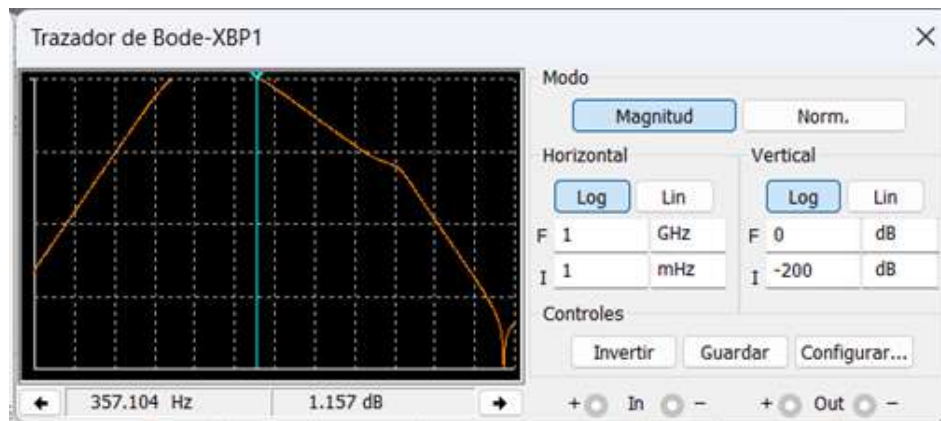 Trazador de Bode-XBP1
Modo
Magnitud Norm.
Horizontal Vertical
Log Lin Log Lin
F 1 GHz F 0 dB
I 1 mHz I -200 dB
Controles
Invertir Guardar Configurar...
357.104 Hz 1.157 dB
+ In − + Out −